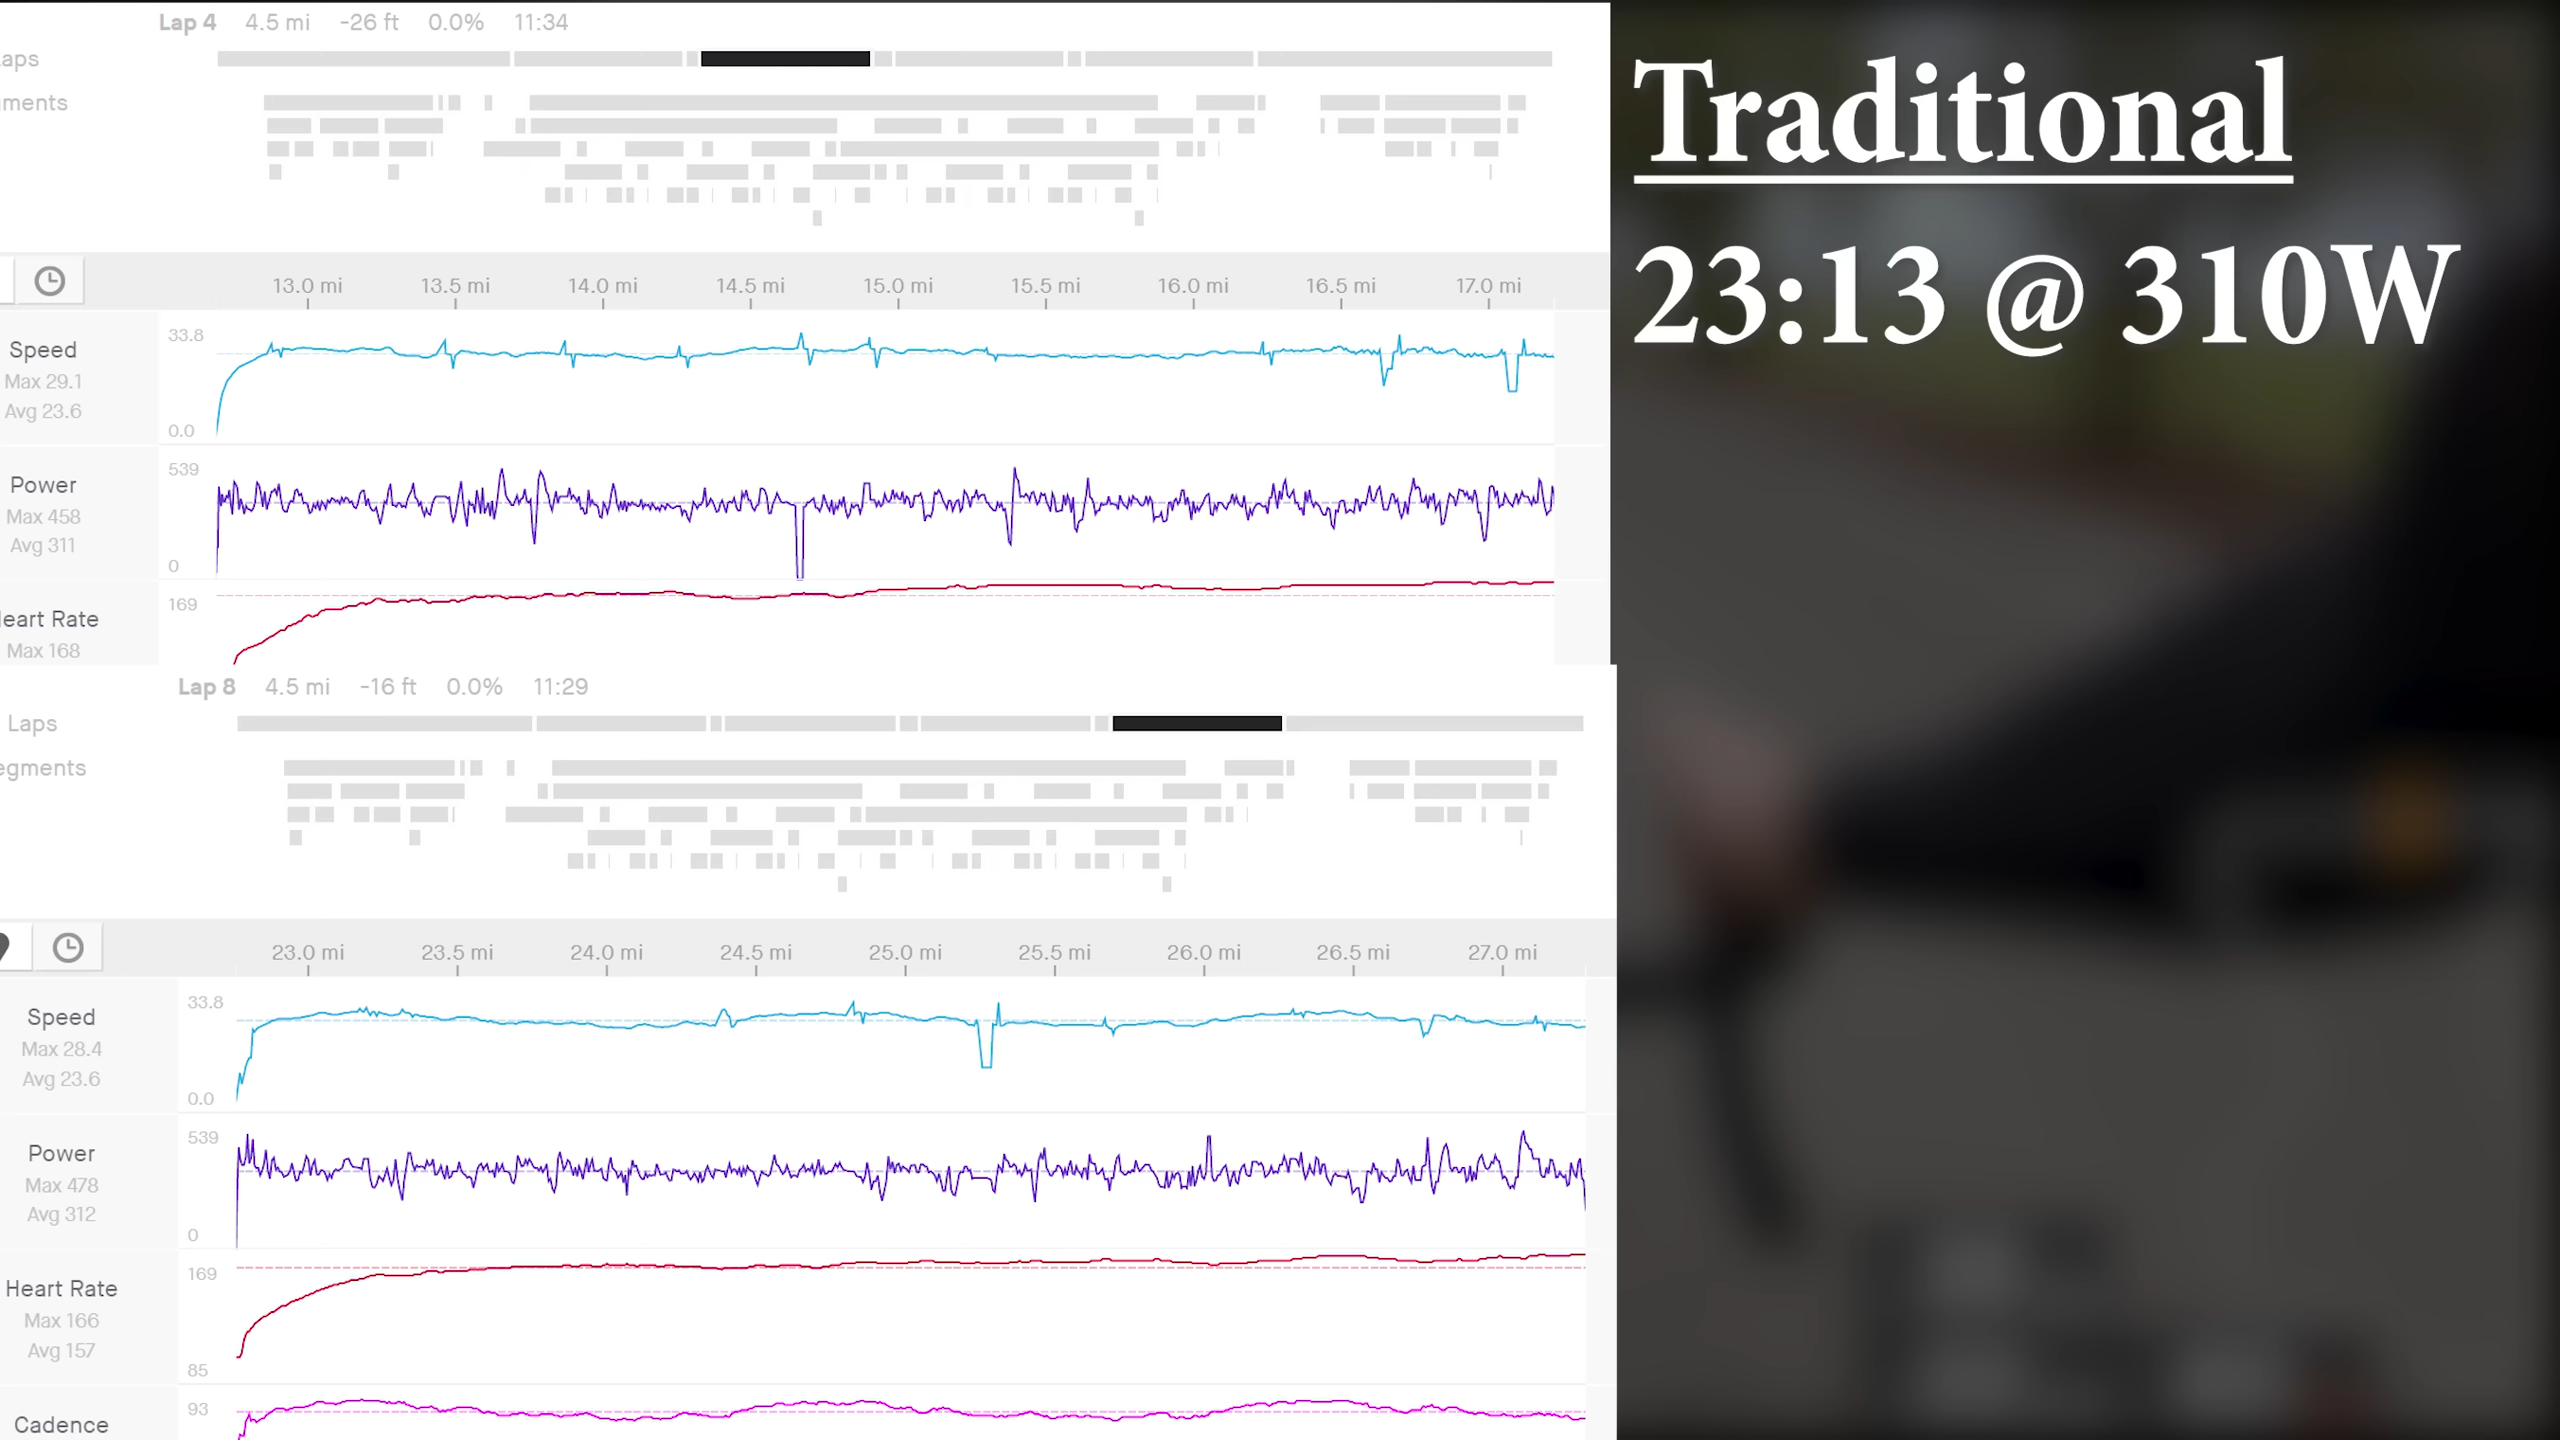 Lap 4 4.5 mi -26 ft 0.0% 11:34
aps
ments
13.0 mi 13.5 mi 14.0 mi 14.5 mi 15.0 mi 15.5 mi 16.0 mi 16.5 mi 17.0 mi
Speed
Max 29.1
Avg 23.6
33.8
0.0
Power
Max 458
Avg 311
539
0
eart Rate
Max 168
169
Lap 8 4.5 mi -16 ft 0.0% 11:29
Laps
egments
23.0 mi 23.5 mi 24.0 mi 24.5 mi 25.0 mi 25.5 mi 26.0 mi 26.5 mi 27.0 mi
Speed
Max 28.4
Avg 23.6
33.8
0.0
Power
Max 478
Avg 312
539
0
Heart Rate
Max 166
Avg 157
169
85
Cadence
93
Traditional
23:13 @ 310W